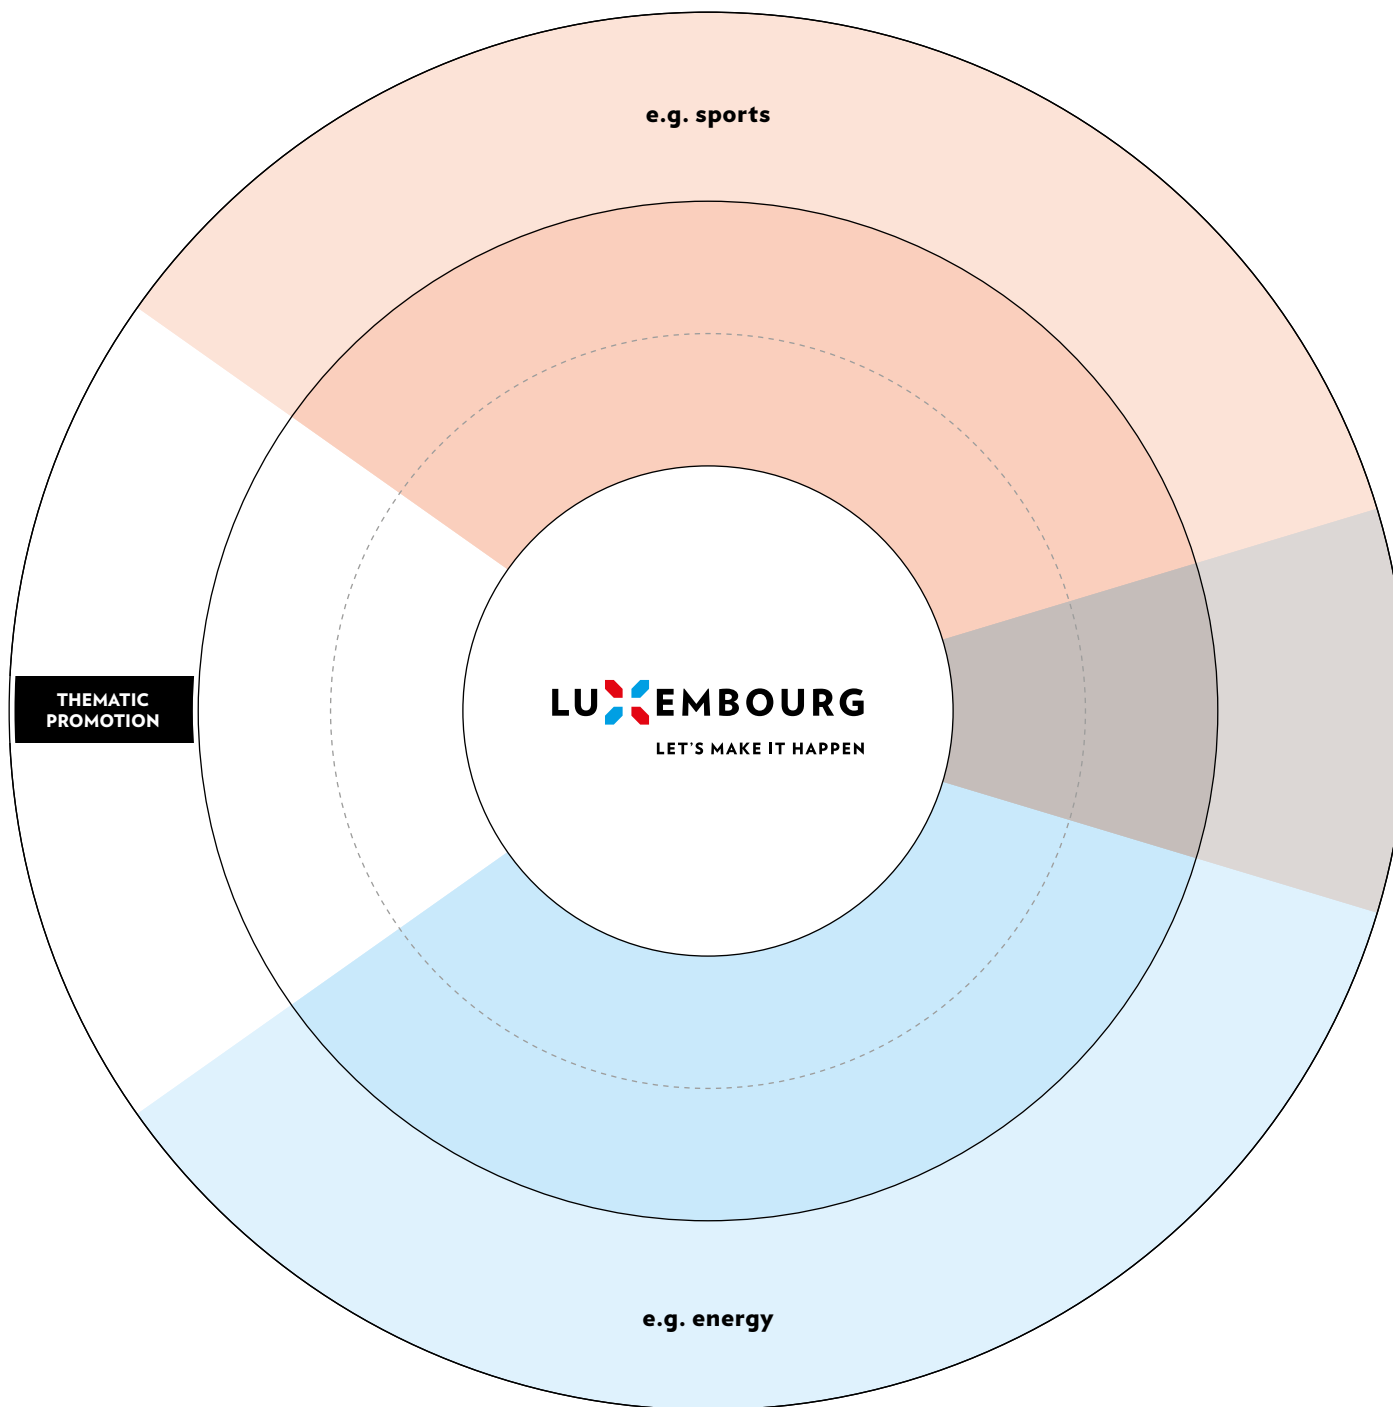 e.g. sports
THEMATIC
PROMOTION
LUXEMBOURG
LET'S MAKE IT HAPPEN
e.g. energy